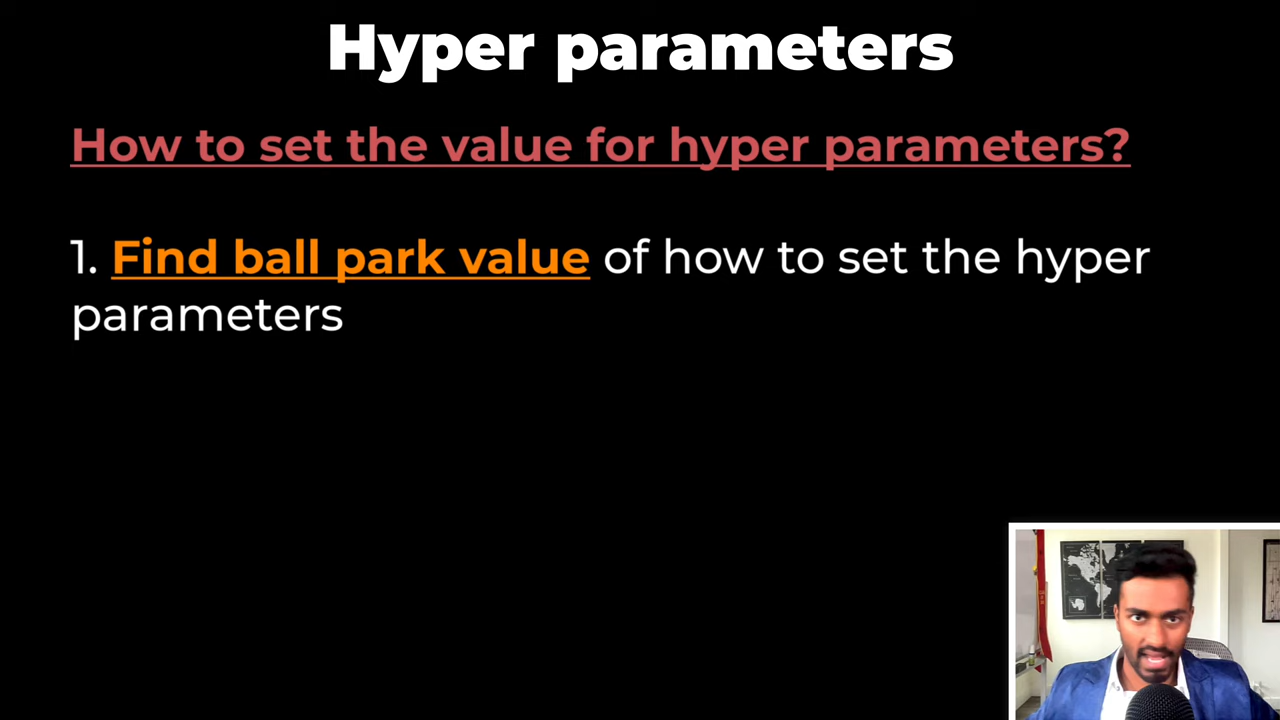 Hyper parameters
How to set the value for hyper parameters?
1. Find ball park value of how to set the hyper
parameters